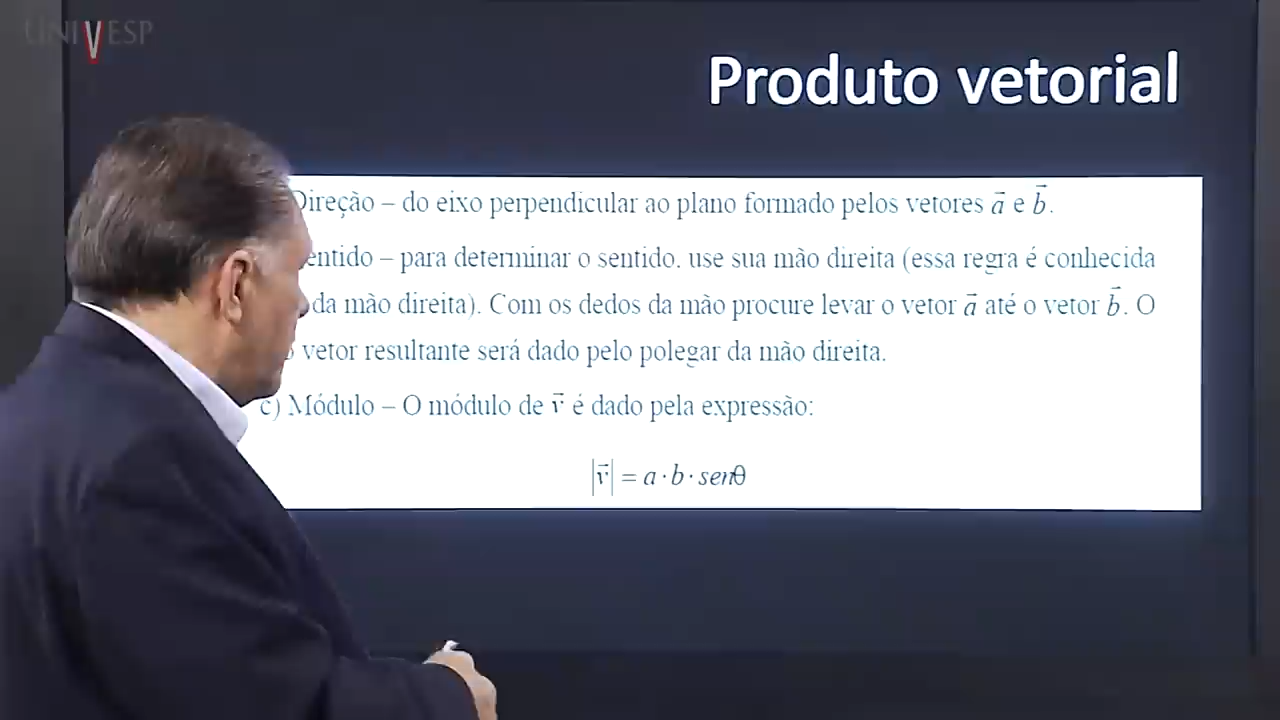 UNIVESP
Produto vetorial
Direção – do eixo perpendicular ao plano formado pelos vetores a⃗ e b⃗.
entido – para determinar o sentido, use sua mão direita (essa regra é conhecida
da mão direita). Com os dedos da mão procure levar o vetor a⃗ até o vetor b⃗. O
vetor resultante será dado pelo polegar da mão direita.
c) Módulo – O módulo de v⃗ é dado pela expressão:
|v⃗| = a · b · senθ